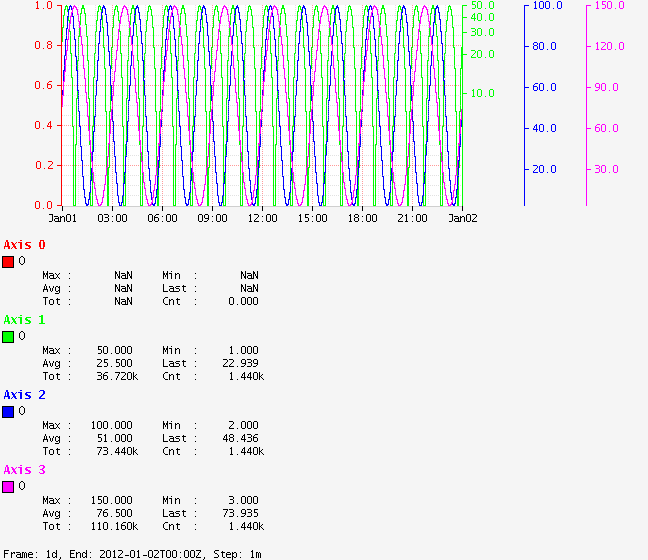 1.0 50.0 100.0 150.0
40.0
30.0
0.8 80.0 120.0
20.0
0.6 60.0 90.0
10.0
0.4 40.0 60.0
0.2 20.0 30.0
0.0
Jan01 03:00 06:00 09:00 12:00 15:00 18:00 21:00 Jan02
Axis 0
0
Max : NaN Min : NaN
Avg : NaN Last : NaN
Tot : NaN Cnt : 0.000
Axis 1
0
Max : 50.000 Min : 1.000
Avg : 25.500 Last : 22.939
Tot : 36.720k Cnt : 1.440k
Axis 2
0
Max : 100.000 Min : 2.000
Avg : 51.000 Last : 48.436
Tot : 73.440k Cnt : 1.440k
Axis 3
0
Max : 150.000 Min : 3.000
Avg : 76.500 Last : 73.935
Tot : 110.160k Cnt : 1.440k
Frame: 1d, End: 2012-01-02T00:00Z, Step: 1m